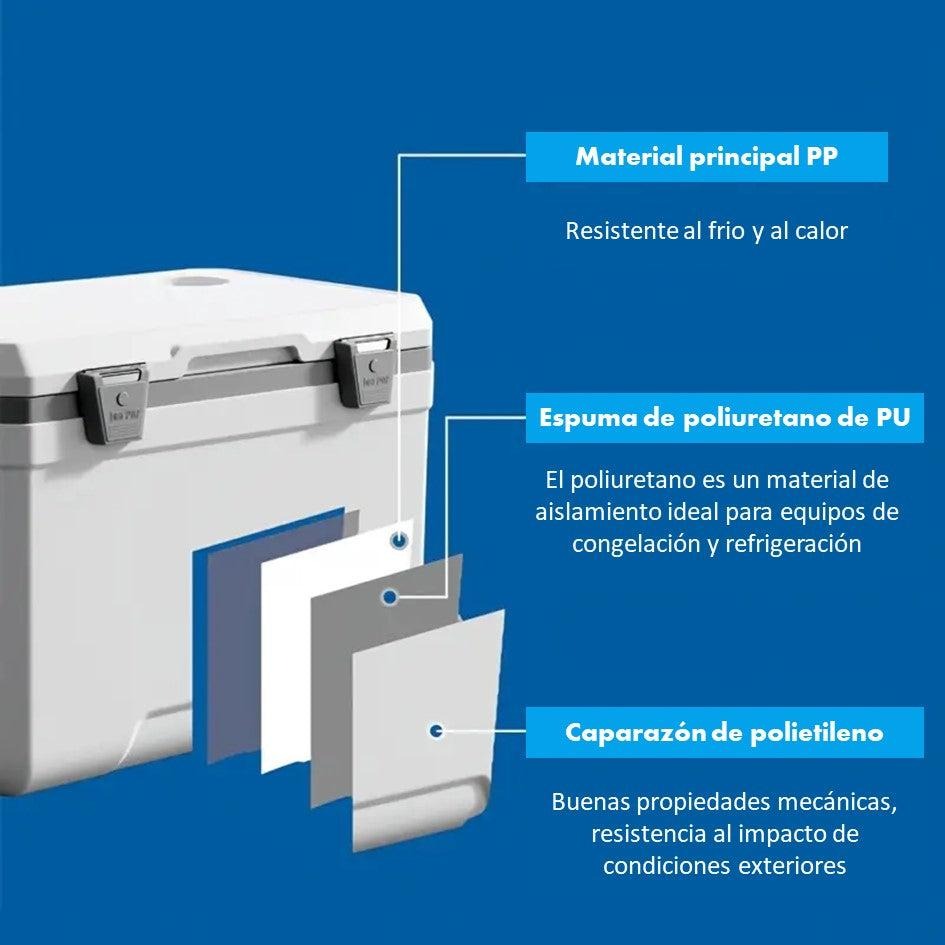 Material principal PP
Resistente al frio y al calor
Espuma de poliuretano de PU
El poliuretano es un material de
aislamiento ideal para equipos de
congelación y refrigeración
Caparazón de polietileno
Buenas propiedades mecánicas,
resistencia al impacto de
condiciones exteriores